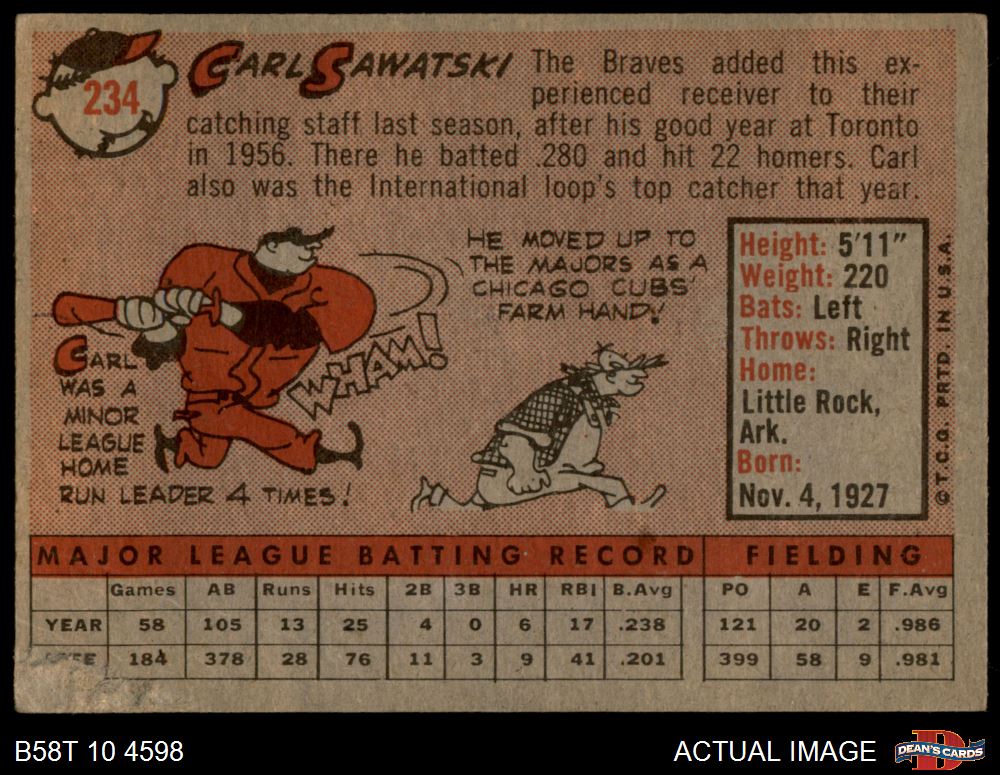 234
CARL SAWATSKI The Braves added this ex-
perienced receiver to their
catching staff last season, after his good year at Toronto
in 1956. There he batted .280 and hit 22 homers. Carl
also was the International loop's top catcher that year.
CARL
WAS A
MINOR
LEAGUE
HOME
RUN LEADER 4 TIMES!
WHAM!
HE MOVED UP TO
THE MAJORS AS A
CHICAGO CUBS'
FARM HAND!
Height: 5'11"
Weight: 220
Bats: Left
Throws: Right
Home:
Little Rock,
Ark.
Born:
Nov. 4, 1927
© T.C.G. PRTD. IN U.S.A.
MAJOR LEAGUE BATTING RECORD FIELDING
Games AB Runs Hits 2B 3B HR RBI B.Avg PO A E F.Avg
YEAR 58 105 13 25 4 0 6 17 .238 121 20 2 .986
184 378 28 76 11 3 9 41 .201 399 58 9 .981
B58T 10 4598
ACTUAL IMAGE
DEAN'S CARDS